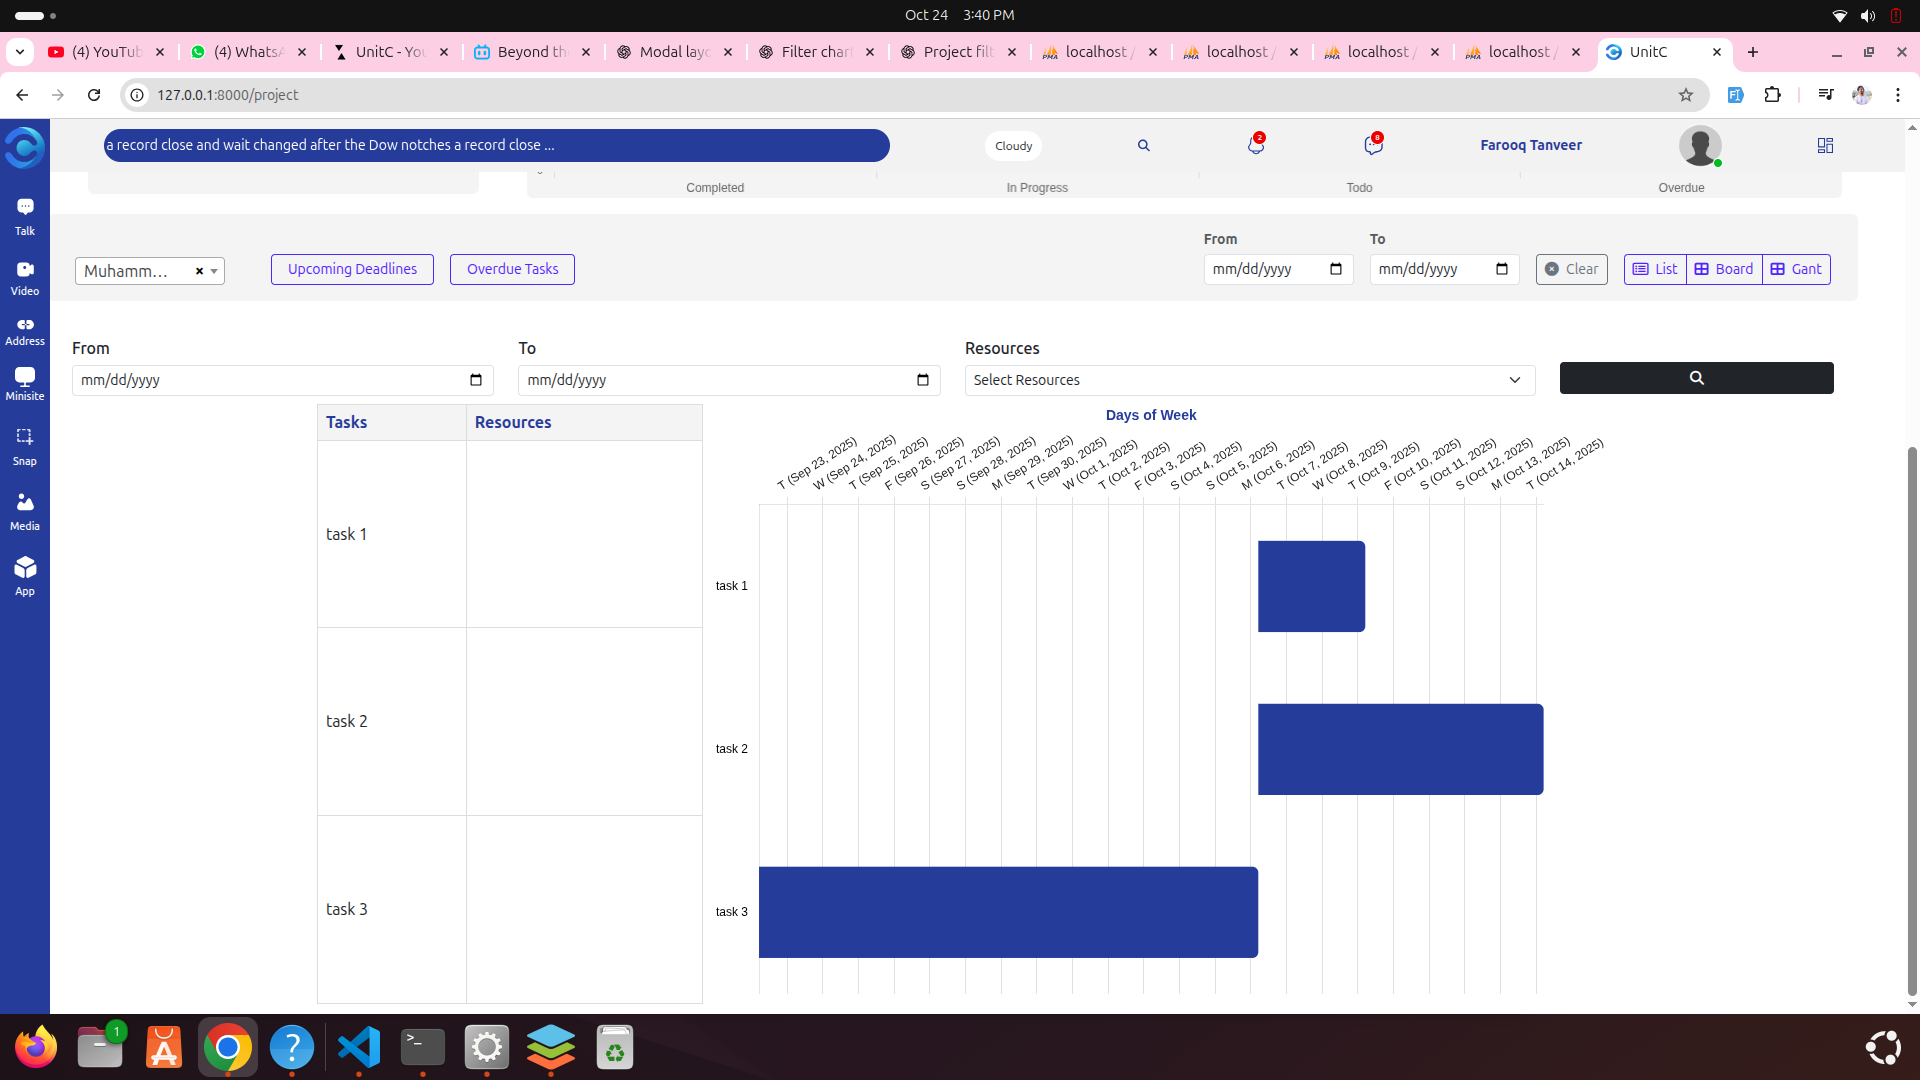 Oct 24 3:40 PM
(4) YouTub
(4) WhatsA
UnitC - You
Beyond the
Modal layo
Filter chart
Project filt
localhost /
localhost /
localhost /
localhost /
UnitC
127.0.0.1:8000/project
a record close and wait changed after the Dow notches a record close ...
Cloudy
2
8
Farooq Tanveer
Talk
Video
Address
Minisite
Snap
Media
App
Completed
In Progress
Todo
Overdue
Muhamm...
Upcoming Deadlines
Overdue Tasks
From
mm/dd/yyyy
To
mm/dd/yyyy
Clear
List
Board
Gant
From
mm/dd/yyyy
To
mm/dd/yyyy
Resources
Select Resources
Tasks Resources
task 1
task 2
task 3
Days of Week
T (Sep 23, 2025)
W (Sep 24, 2025)
T (Sep 25, 2025)
F (Sep 26, 2025)
S (Sep 27, 2025)
S (Sep 28, 2025)
M (Sep 29, 2025)
T (Sep 30, 2025)
W (Oct 1, 2025)
T (Oct 2, 2025)
F (Oct 3, 2025)
S (Oct 4, 2025)
S (Oct 5, 2025)
M (Oct 6, 2025)
T (Oct 7, 2025)
W (Oct 8, 2025)
T (Oct 9, 2025)
F (Oct 10, 2025)
S (Oct 11, 2025)
S (Oct 12, 2025)
M (Oct 13, 2025)
T (Oct 14, 2025)
task 1
task 2
task 3
1